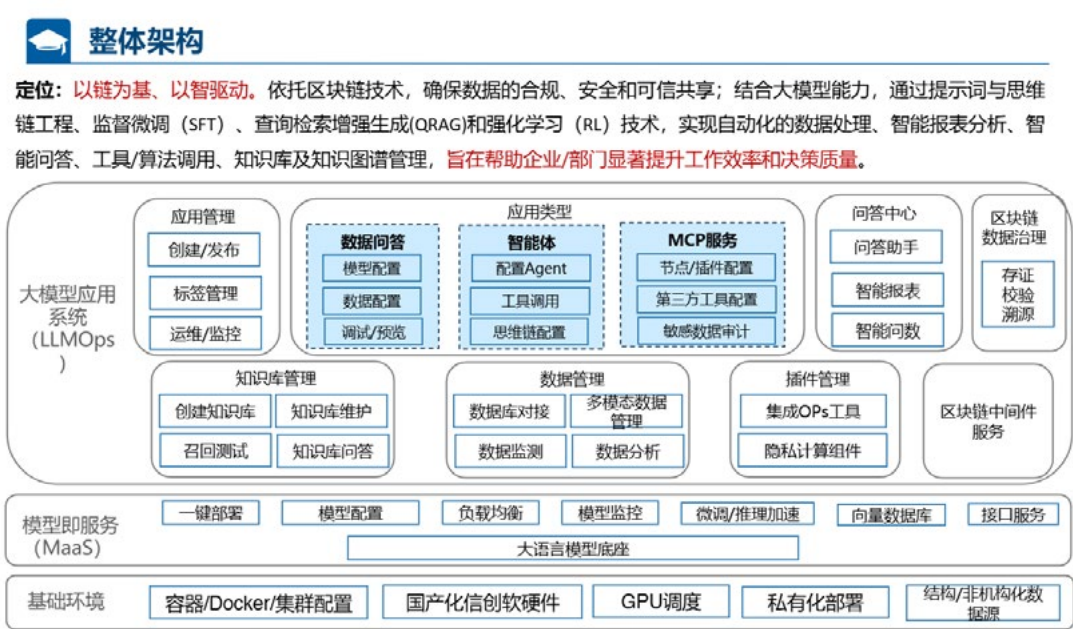 整体架构
定位：以链为基、以智驱动。依托区块链技术，确保数据的合规、安全和可信共享；结合大模型能力，通过提示词与思维
链工程、监督微调（SFT）、查询检索增强生成(QRAG)和强化学习（RL）技术，实现自动化的数据处理、智能报表分析、智
能问答、工具/算法调用、知识库及知识图谱管理，旨在帮助企业/部门显著提升工作效率和决策质量。
大模型应用
系统
(LLMOps
)
应用管理
创建/发布
标签管理
运维/监控
应用类型
数据问答
模型配置
数据配置
调试/预览
智能体
配置Agent
工具调用
思维链配置
MCP服务
节点/插件配置
第三方工具配置
敏感数据审计
问答中心
问答助手
智能报表
智能问数
区块链
数据治理
存证
校验
溯源
知识库管理
创建知识库
知识库维护
召回测试
知识库问答
数据管理
数据库对接
多模态数据
管理
数据监测
数据分析
插件管理
集成OPs工具
隐私计算组件
区块链中间件
服务
模型即服务
(MaaS)
一键部署
模型配置
负载均衡
模型监控
微调/推理加速
向量数据库
接口服务
大语言模型底座
基础环境
容器/Docker/集群配置
国产化信创软硬件
GPU调度
私有化部署
结构/非机构化数
据源